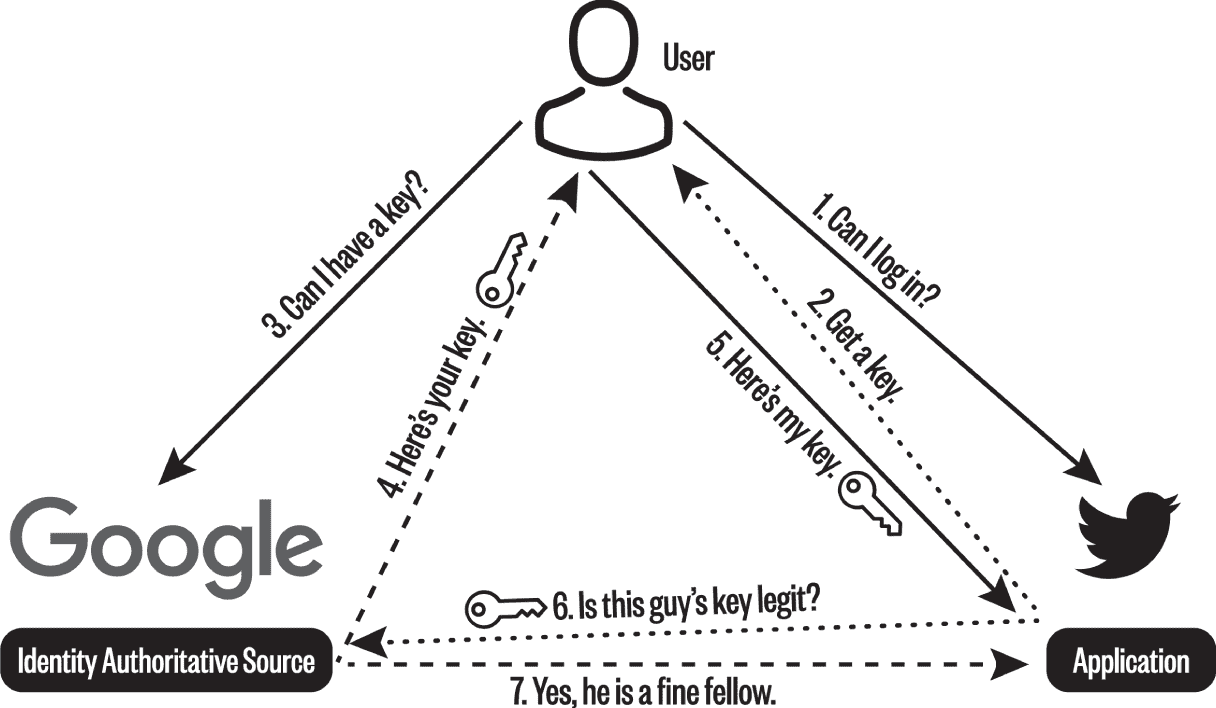 User
1. Can I log in?
2. Get a key.
3. Can I have a key?
4. Here's your key.
5. Here's my key.
Google
6. Is this guy's key legit?
Identity Authoritative Source
Application
7. Yes, he is a fine fellow.